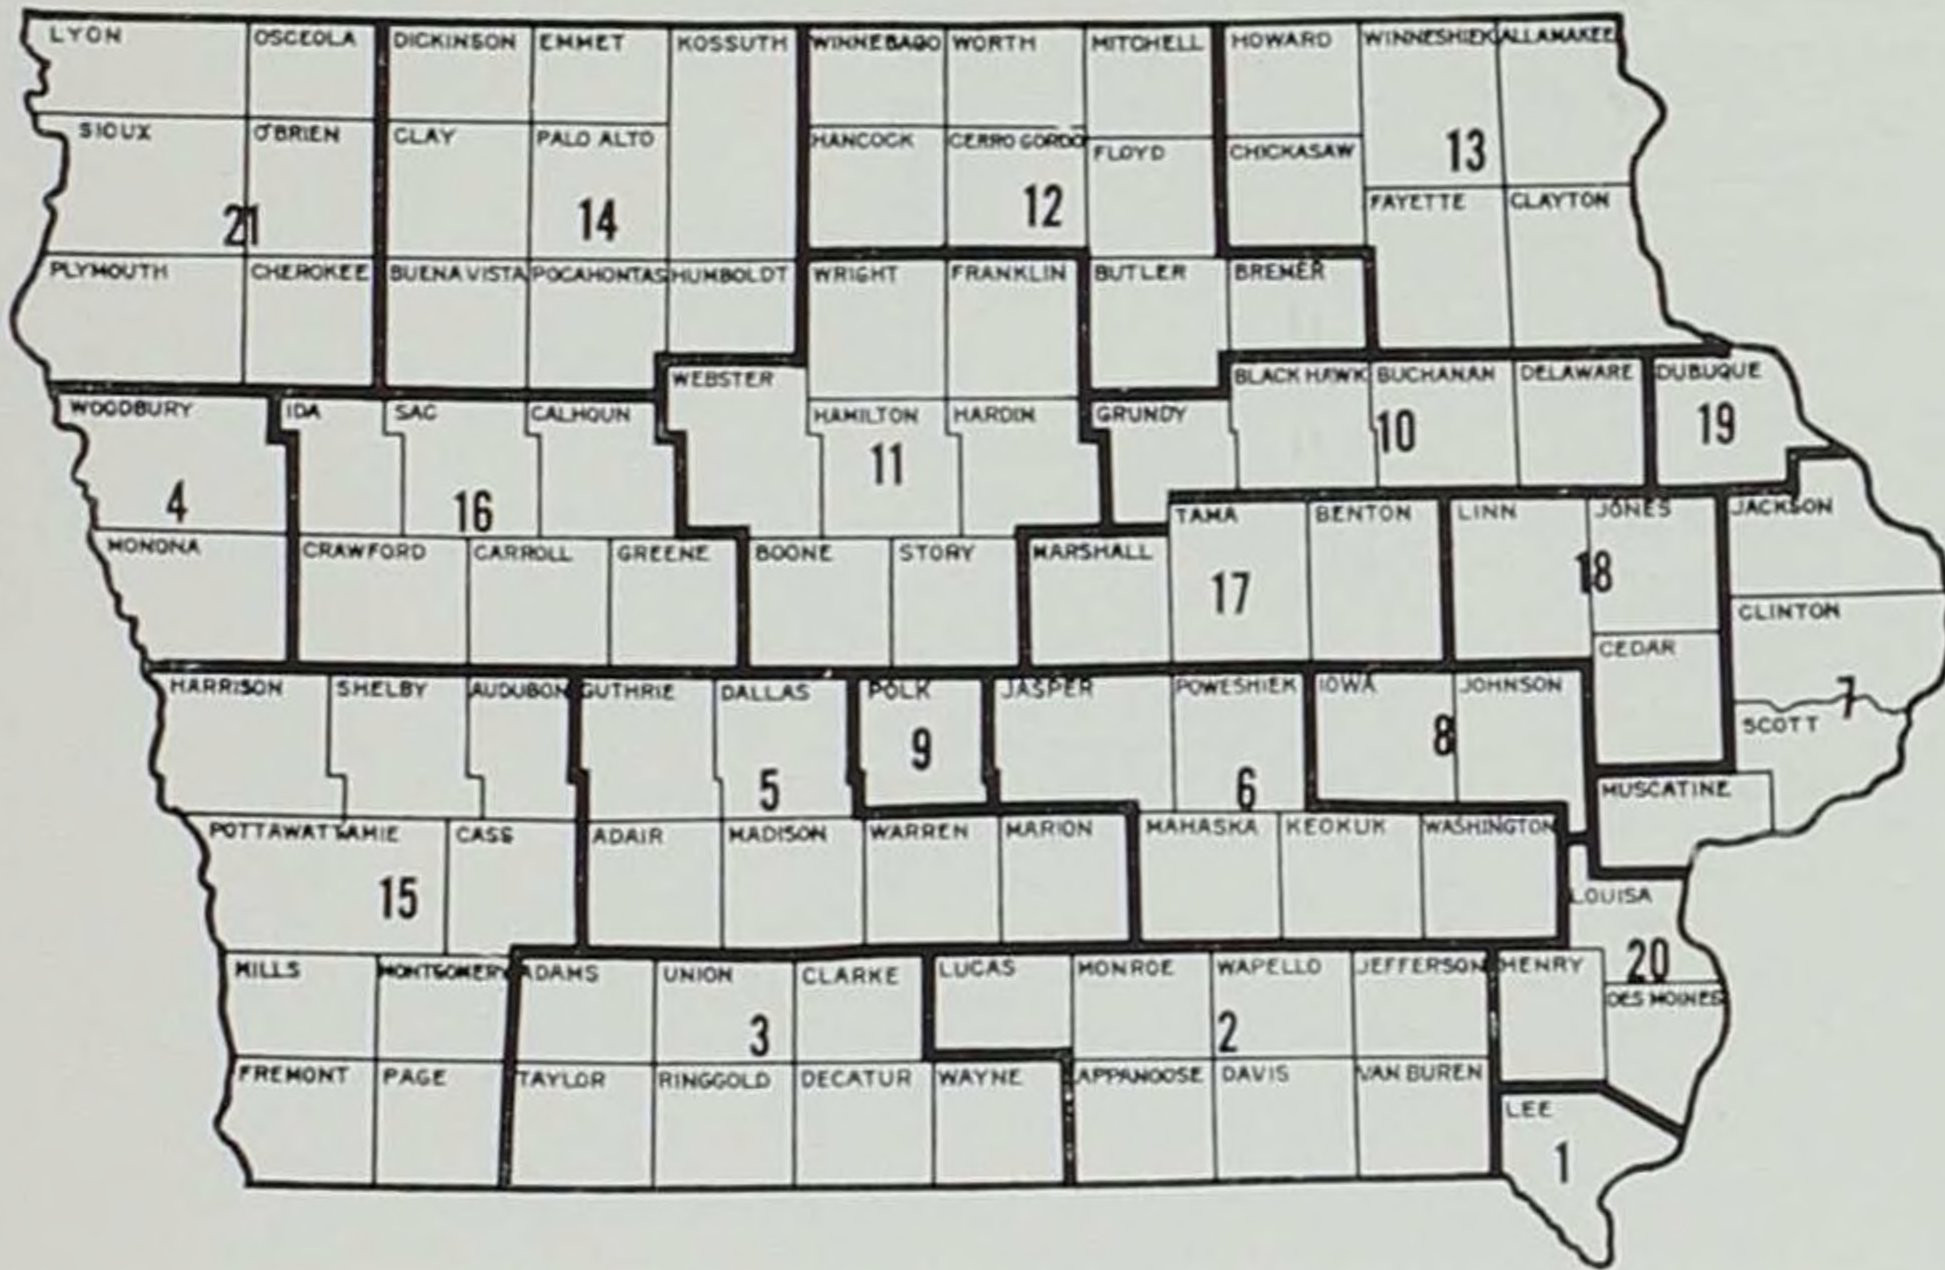 LYON OSCEOLA DICKINSON EMMET KOSSUTH WINNEBAGO WORTH MITCHELL HOWARD WINNESHIEK ALLAMAKEE
SIOUX O'BRIEN CLAY PALO ALTO HANCOCK CERRO GORDO FLOYD CHICKASAW 13
21 14 12 FAYETTE CLAYTON
PLYMOUTH CHEROKEE BUENA VISTA POCAHONTAS HUMBOLDT WRIGHT FRANKLIN BUTLER BREMER
WEBSTER BLACK HAWK BUCHANAN DELAWARE DUBUQUE
WOODBURY IDA SAC CALHOUN HAMILTON HARDIN GRUNDY 10 19
4 16 11
TAMA BENTON LINN JONES JACKSON
MONONA CRAWFORD CARROLL GREENE BOONE STORY MARSHALL
17 18 CLINTON
CEDAR
HARRISON SHELBY AUDUBON GUTHRIE DALLAS POLK JASPER POWESHIEK IOWA JOHNSON
9 8 SCOTT 7
5 6 MUSCATINE
POTTAWATTAMIE CASS ADAIR MADISON WARREN MARION MAHASKA KEOKUK WASHINGTON
15 LOUISA
MILLS MONTGOMERY ADAMS UNION CLARKE LUCAS MONROE WAPELLO JEFFERSON HENRY 20
DES MOINES
3 2
FREMONT PAGE TAYLOR RINGGOLD DECATUR WAYNE APPANOOSE DAVIS VAN BUREN
LEE
1